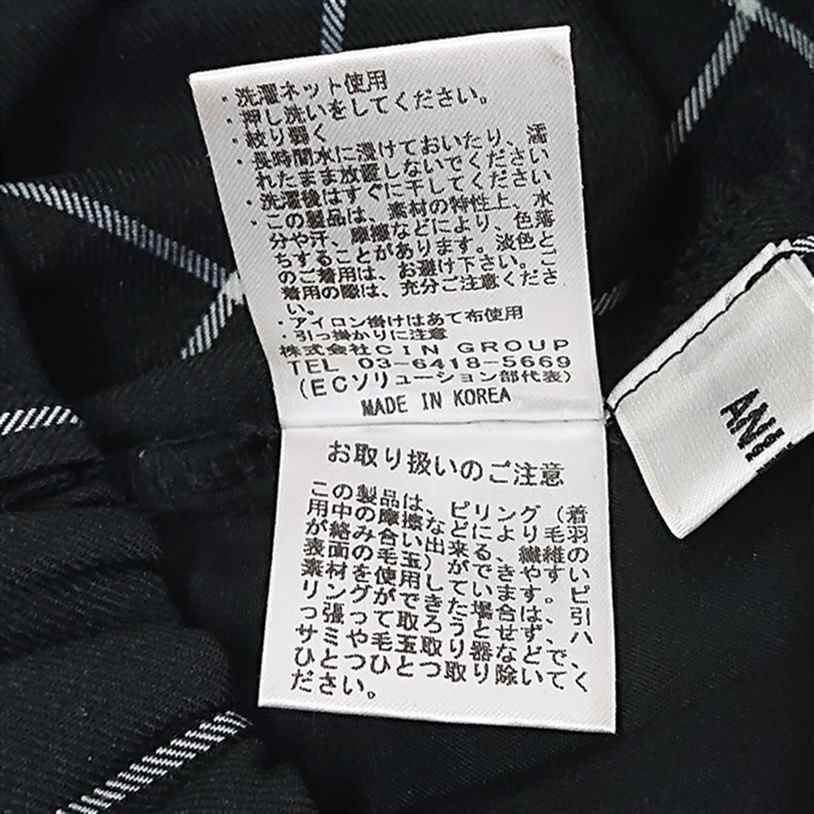 ・洗濯ネット使用
・押し洗いをしてください。
・絞り弱く
・長時間水に浸けておいたり、濡
れたまま放置しないでください
・洗濯後はすぐに干してください
・この製品は、素材の特性上、水
分や汗、摩擦などにより、色落
ちすることがあります。淡色と
のご着用は、お避け下さい。ご
着用の際は、充分ご注意くださ
い。
・アイロン掛けはあて布使用
・引っ掛かりに注意
株式会社CIN GROUP
TEL 03-6418-5669
(ECソリューション部代表)
MADE IN KOREA
お取り扱いのご注意
この製品は、ピリング(着
用中の摩擦などにより毛羽
が絡み合い出来る、繊維の
表面の毛玉)ができやすい
素材を使用しています。ピ
リングができた場合は、引
っ張って取ろうとせず、ハ
サミや毛玉取り器などで、
ひとつひとつ取り除いてく
ださい。